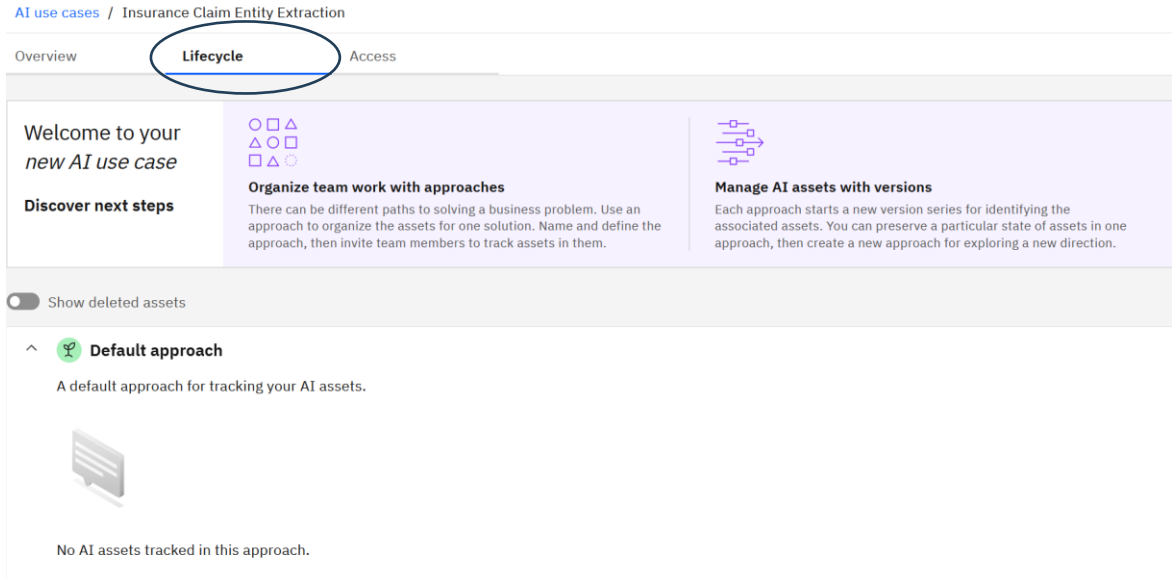 AI use cases / Insurance Claim Entity Extraction
Overview Lifecycle Access
Welcome to your
new AI use case
Discover next steps
Organize team work with approaches
There can be different paths to solving a business problem. Use an
approach to organize the assets for one solution. Name and define the
approach, then invite team members to track assets in them.
Manage AI assets with versions
Each approach starts a new version series for identifying the
associated assets. You can preserve a particular state of assets in one
approach, then create a new approach for exploring a new direction.
Show deleted assets
Default approach
A default approach for tracking your AI assets.
No AI assets tracked in this approach.